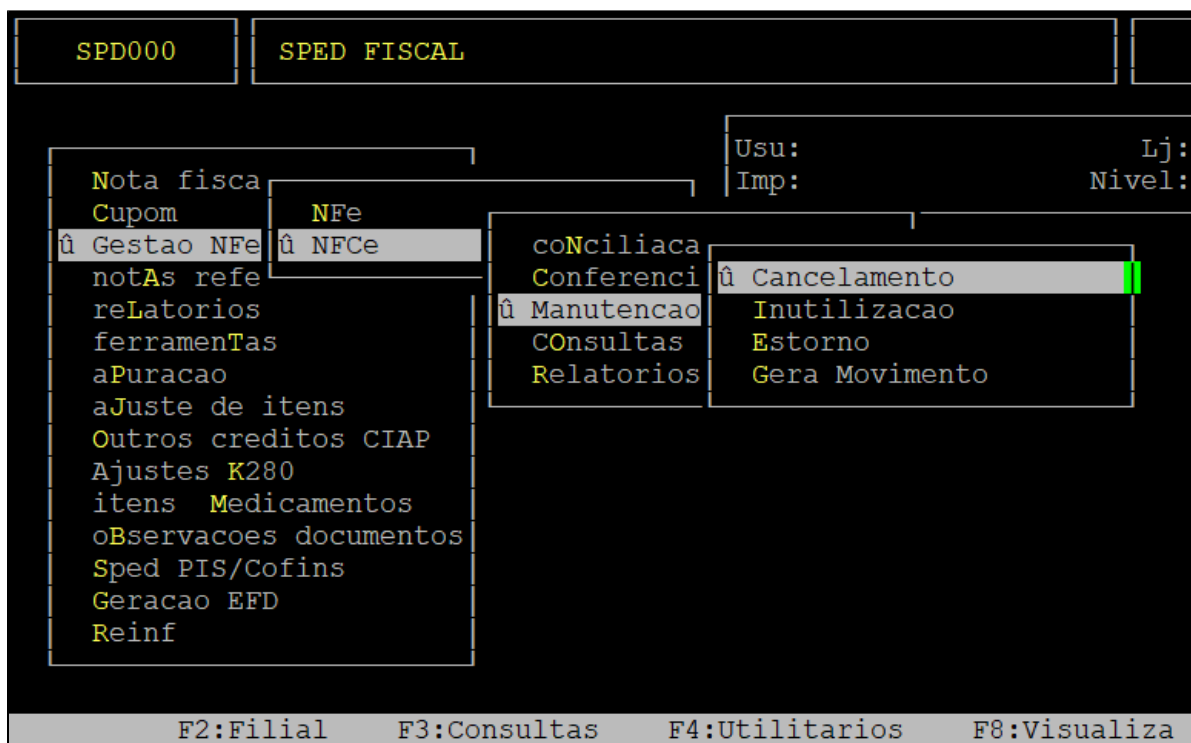 SPD000 SPED FISCAL
Usu: Lj:
Nota fisca Imp: Nivel:
Cupom NFe
û Gestao NFe û NFCe coNciliaca
notAs refe Conferenci û Cancelamento
reLatorios û Manutencao Inutilizacao
ferramenTas COnsultas Estorno
aPuracao Relatorios Gera Movimento
aJuste de itens
Outros creditos CIAP
Ajustes K280
itens Medicamentos
oBservacoes documentos
Sped PIS/Cofins
Geracao EFD
Reinf
F2:Filial F3:Consultas F4:Utilitarios F8:Visualiza